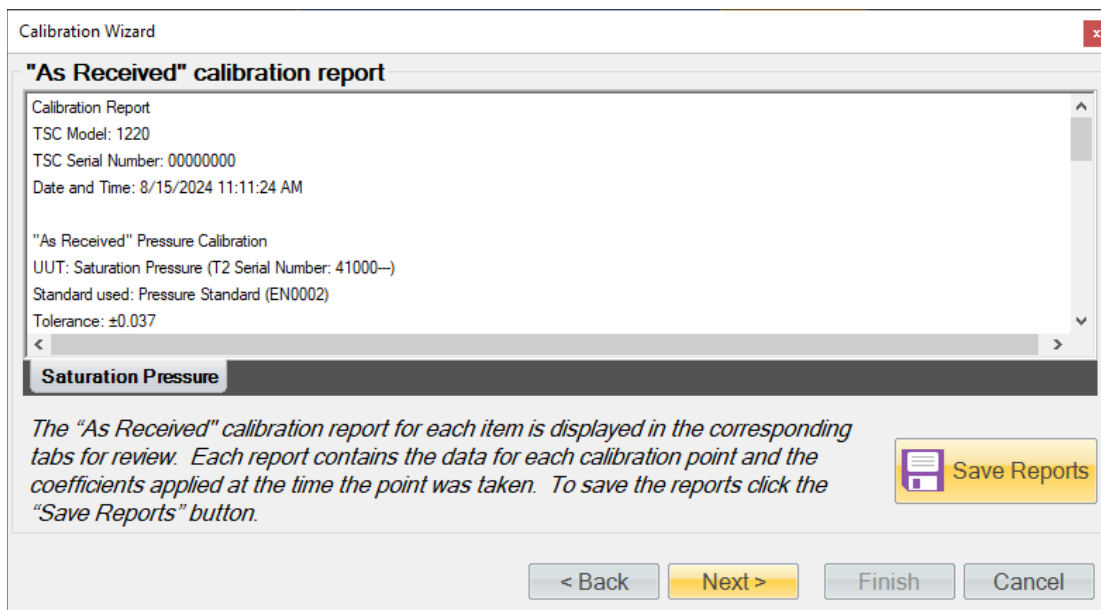 Calibration Wizard
x
"As Received" calibration report
Calibration Report
TSC Model: 1220
TSC Serial Number: 00000000
Date and Time: 8/15/2024 11:11:24 AM
"As Received" Pressure Calibration
UUT: Saturation Pressure (T2 Serial Number: 41000---)
Standard used: Pressure Standard (EN0002)
Tolerance: ±0.037
Saturation Pressure
The “As Received" calibration report for each item is displayed in the corresponding
tabs for review.  Each report contains the data for each calibration point and the
coefficients applied at the time the point was taken.  To save the reports click the
“Save Reports” button.
Save Reports
< Back
Next >
Finish
Cancel